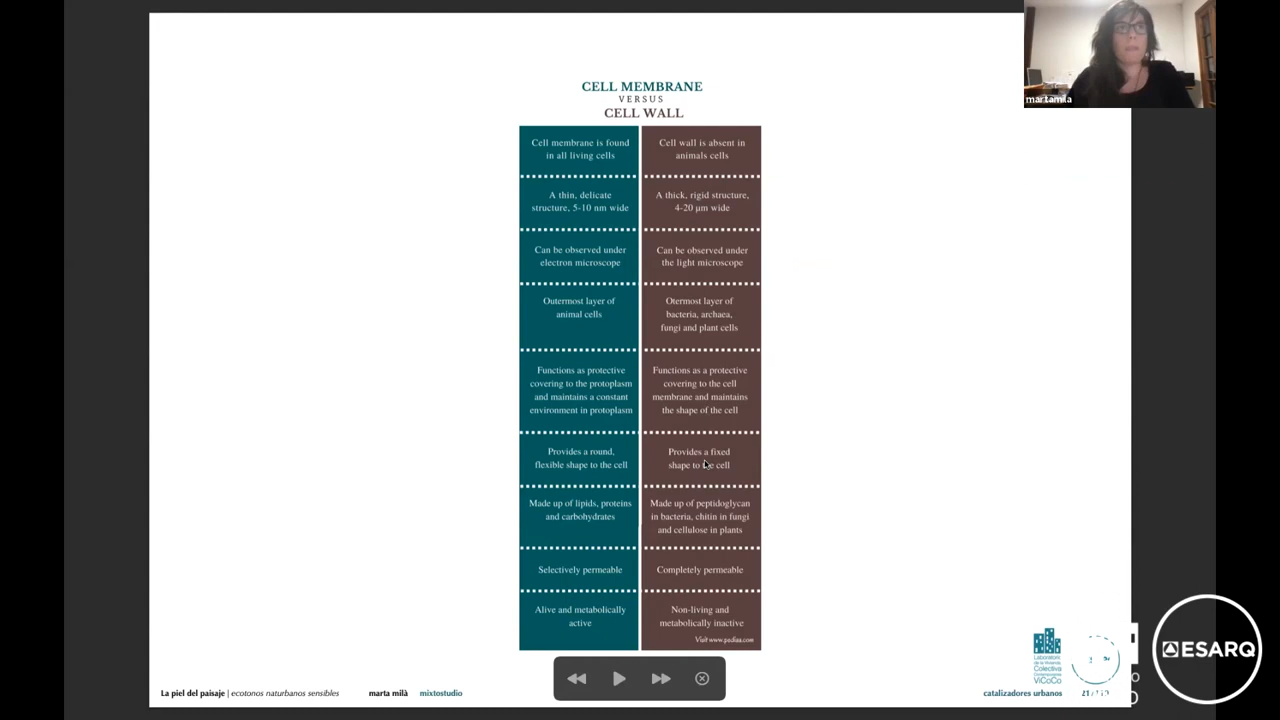 martamila
CELL MEMBRANE
VERSUS
CELL WALL
Cell membrane is found
in all living cells
Cell wall is absent in
animals cells
A thin, delicate
structure, 5-10 nm wide
A thick, rigid structure,
4-20 µm wide
Can be observed under
electron microscope
Can be observed under
the light microscope
Outermost layer of
animal cells
Otermost layer of
bacteria, archaea,
fungi and plant cells
Functions as protective
covering to the protoplasm
and maintains a constant
environment in protoplasm
Functions as a protective
covering to the cell
membrane and maintains
the shape of the cell
Provides a round,
flexible shape to the cell
Provides a fixed
shape to the cell
Made up of lipids, proteins
and carbohydrates
Made up of peptidoglycan
in bacteria, chitin in fungi
and cellulose in plants
Selectively permeable
Completely permeable
Alive and metabolically
active
Non-living and
metabolically inactive
Visit www.pediaa.com
Laboratorio
de la Vivienda
Colectiva
Contemporánea
ViCoCo
ESARQ
La piel del paisaje | ecotonos naturbanos sensibles
marta milà mixtostudio
catalizadores urbanos